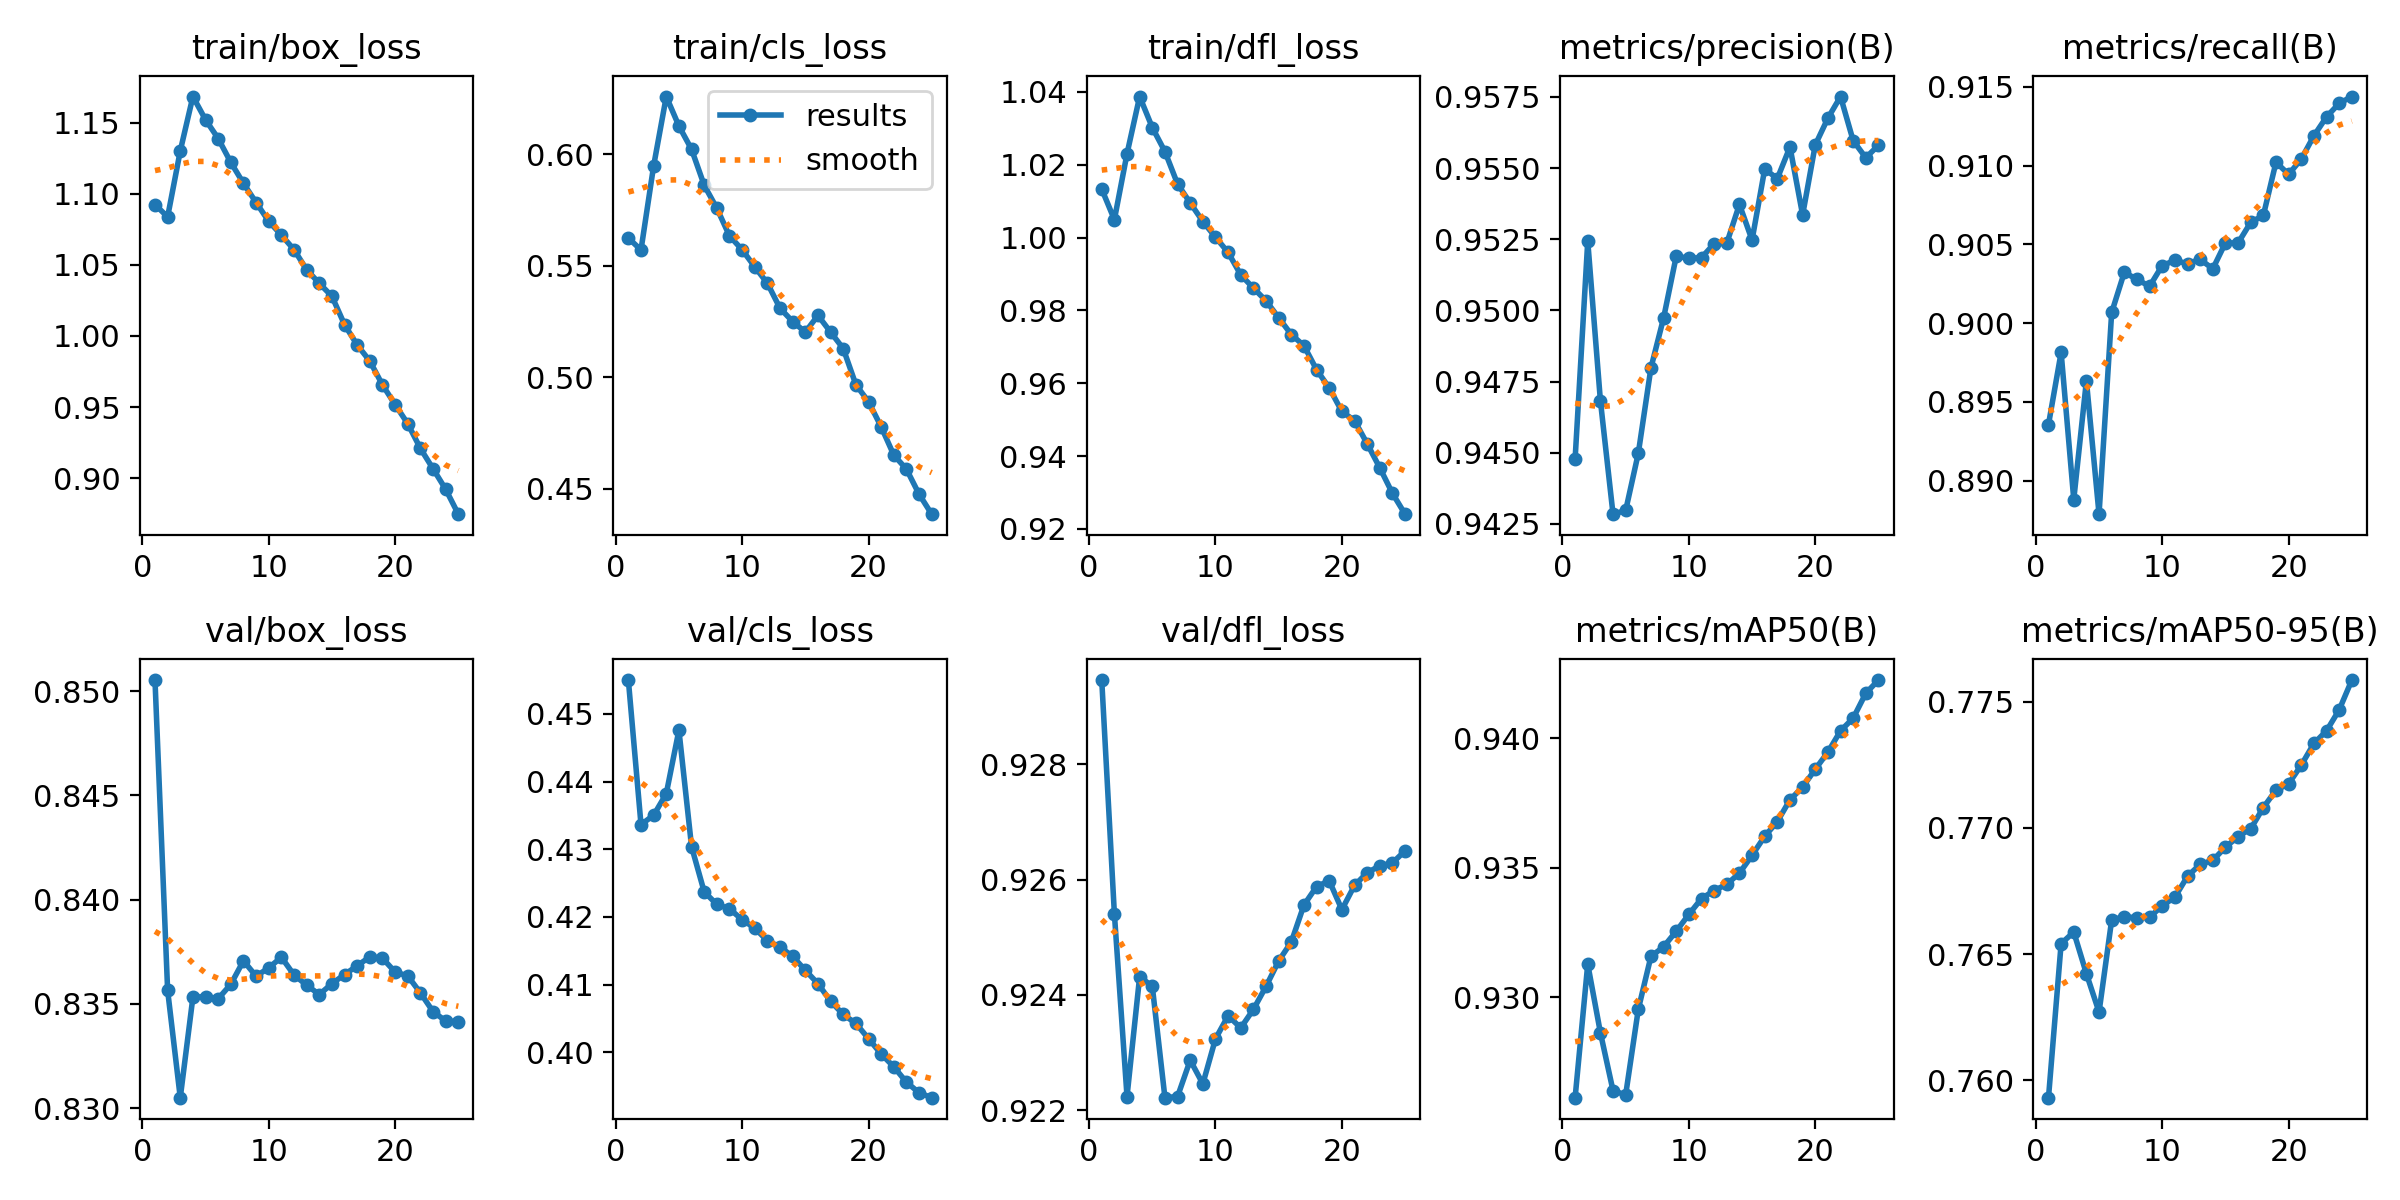 train/box_loss
1.15
1.10
1.05
1.00
0.95
0.90
0 10 20
train/cls_loss
results
smooth
0.60
0.55
0.50
0.45
0 10 20
train/dfl_loss
1.04
1.02
1.00
0.98
0.96
0.94
0.92
0 10 20
metrics/precision(B)
0.9575
0.9550
0.9525
0.9500
0.9475
0.9450
0.9425
0 10 20
metrics/recall(B)
0.915
0.910
0.905
0.900
0.895
0.890
0 10 20
val/box_loss
0.850
0.845
0.840
0.835
0.830
0 10 20
val/cls_loss
0.45
0.44
0.43
0.42
0.41
0.40
0 10 20
val/dfl_loss
0.928
0.926
0.924
0.922
0 10 20
metrics/mAP50(B)
0.940
0.935
0.930
0 10 20
metrics/mAP50-95(B)
0.775
0.770
0.765
0.760
0 10 20